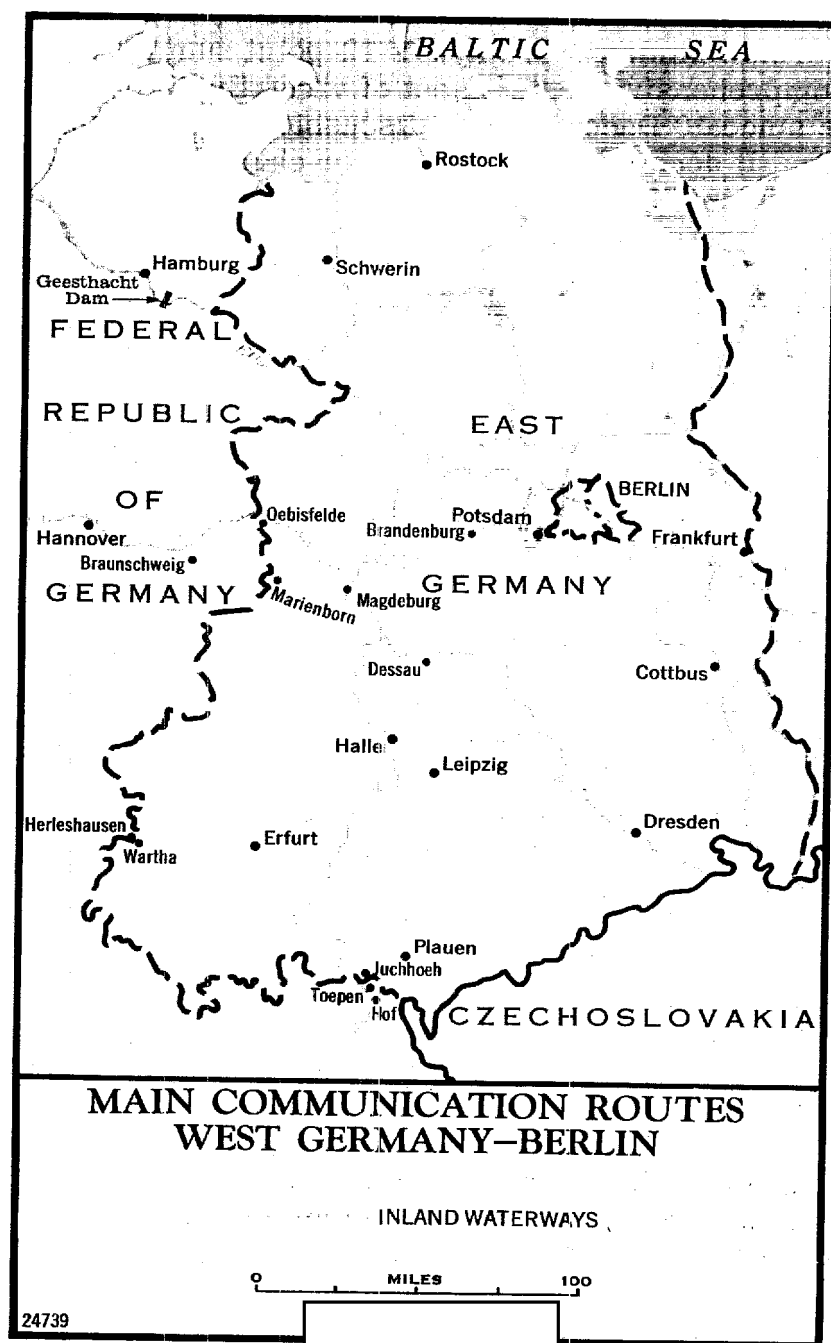 BALTIC SEA
Rostock
Hamburg
Schwerin
Geesthacht
Dam
FEDERAL
REPUBLIC
EAST
OF
BERLIN
Oebisfelde
Potsdam
Hannover
Brandenburg
Frankfurt
Braunschweig
GERMANY
GERMANY
Marienborn
Magdeburg
Dessau
Cottbus
Halle
Leipzig
Herleshausen
Wartha
Erfurt
Dresden
Plauen
Juchhoeh
Toepen
Hof
CZECHOSLOVAKIA
MAIN COMMUNICATION ROUTES
WEST GERMANY–BERLIN
INLAND WATERWAYS
0 MILES 100
24739